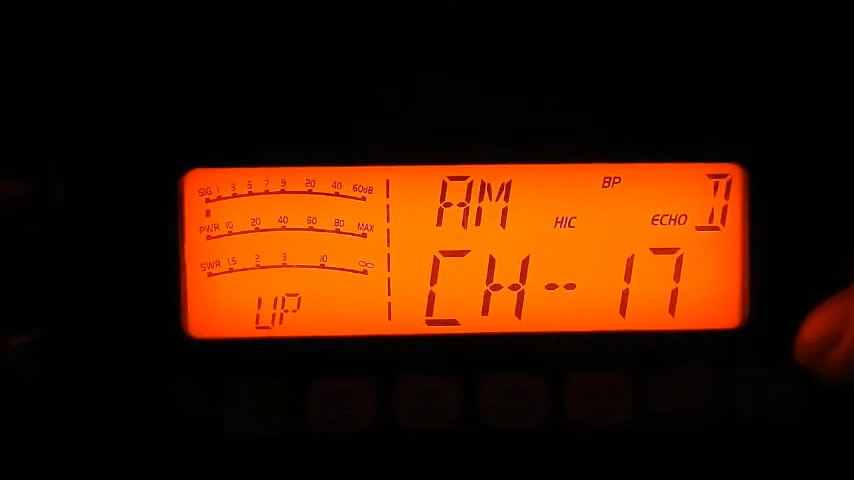 SIG 1 3 5 7 9 20 40 60dB
PWR 10 20 40 60 80 MAX
SWR 1.5 2 3 10 ∞
UP
AM BP D
HIC ECHO
CH-17